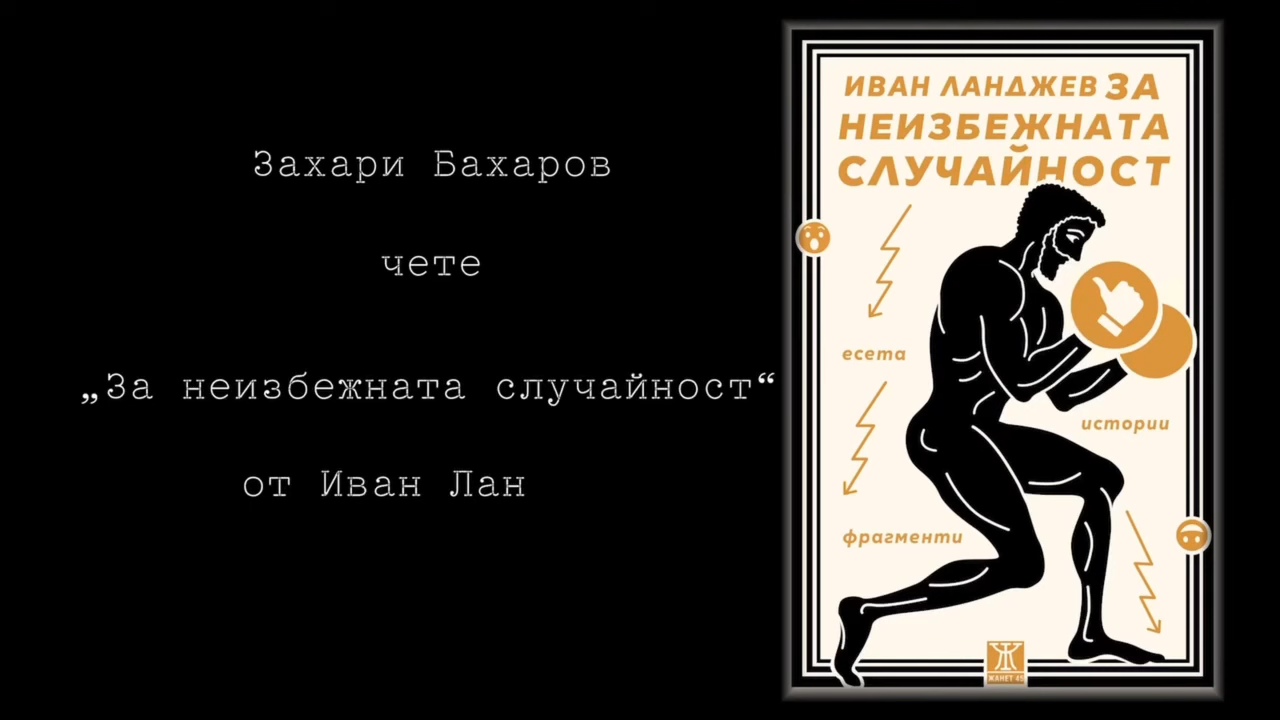 Захари Бахаров
чете
„За неизбежната случайност“
от Иван Лан
ИВАН ЛАНДЖЕВ ЗА
НЕИЗБЕЖНАТА
СЛУЧАЙНОСТ
есета
истории
фрагменти
Ж
ЖАНЕТ 45